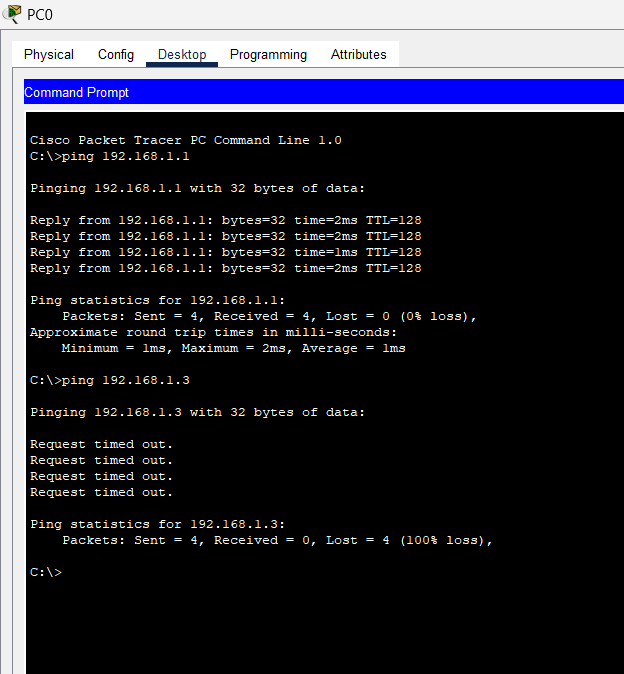 PC0
Physical Config Desktop Programming Attributes
Command Prompt
Cisco Packet Tracer PC Command Line 1.0
C:\>ping 192.168.1.1
Pinging 192.168.1.1 with 32 bytes of data:
Reply from 192.168.1.1: bytes=32 time=2ms TTL=128
Reply from 192.168.1.1: bytes=32 time=2ms TTL=128
Reply from 192.168.1.1: bytes=32 time=1ms TTL=128
Reply from 192.168.1.1: bytes=32 time=2ms TTL=128
Ping statistics for 192.168.1.1:
    Packets: Sent = 4, Received = 4, Lost = 0 (0% loss),
Approximate round trip times in milli-seconds:
    Minimum = 1ms, Maximum = 2ms, Average = 1ms
C:\>ping 192.168.1.3
Pinging 192.168.1.3 with 32 bytes of data:
Request timed out.
Request timed out.
Request timed out.
Request timed out.
Ping statistics for 192.168.1.3:
    Packets: Sent = 4, Received = 0, Lost = 4 (100% loss),
C:\>